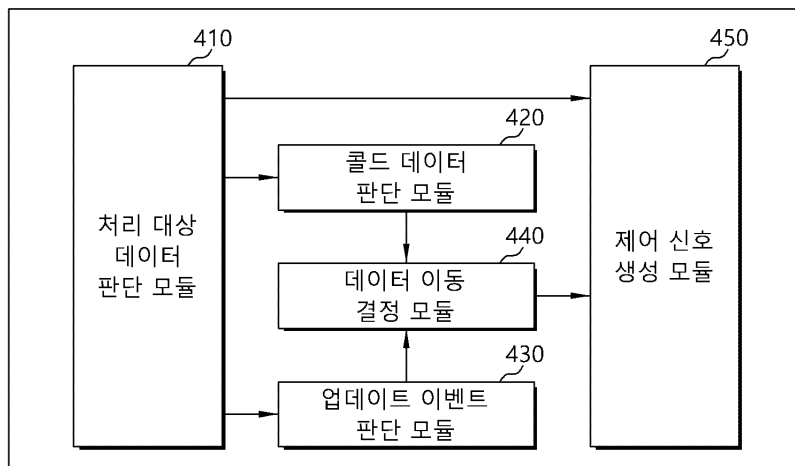 410
처리 대상
데이터
판단 모듈
420
콜드 데이터
판단 모듈
440
데이터 이동
결정 모듈
430
업데이트 이벤트
판단 모듈
450
제어 신호
생성 모듈